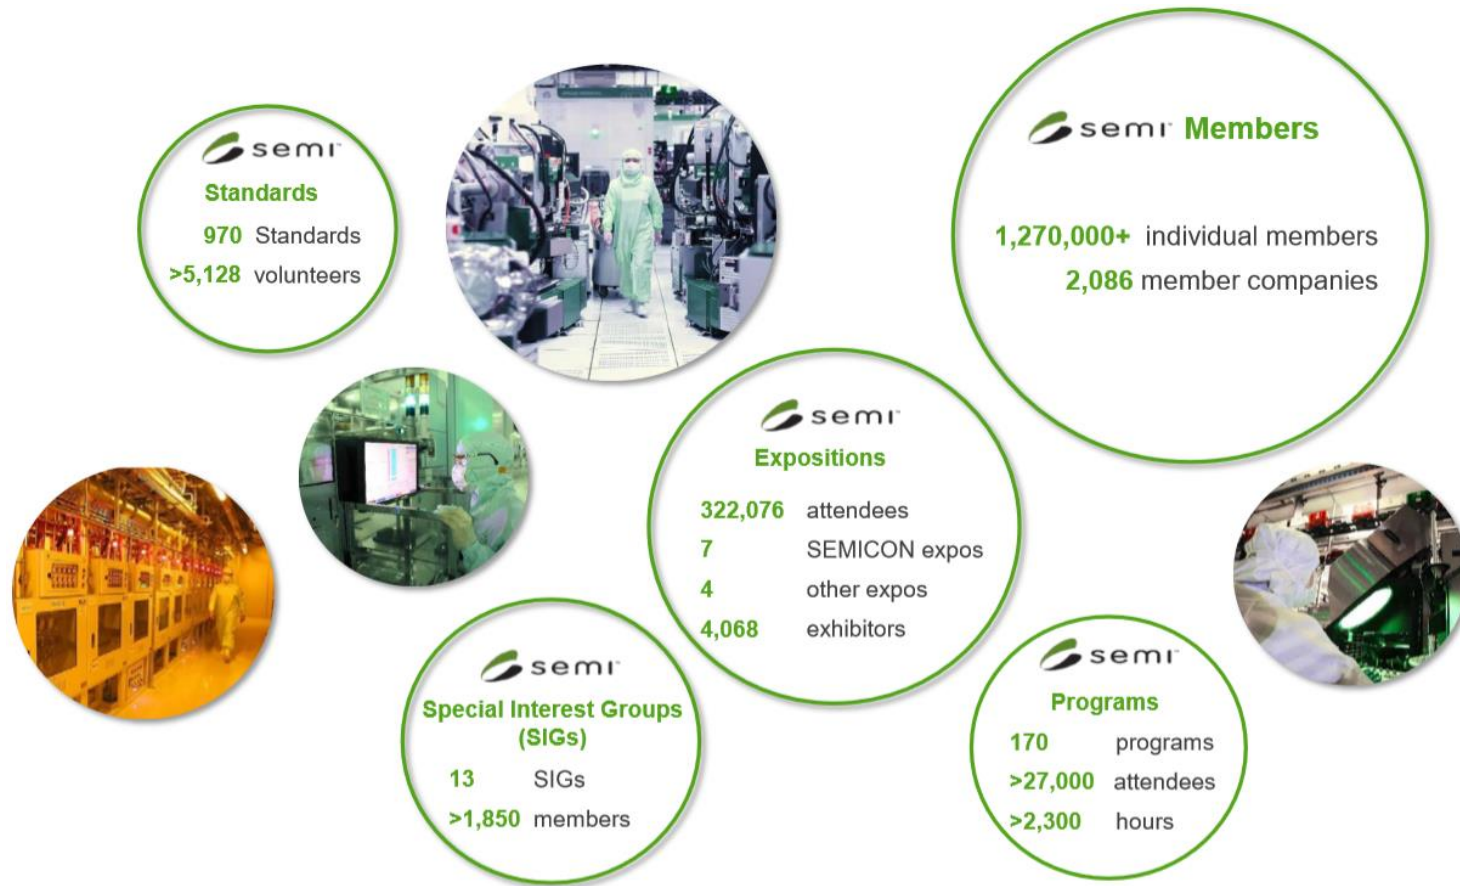 semi
Standards
970 Standards
>5,128 volunteers
semi Members
1,270,000+ individual members
2,086 member companies
semi
Expositions
322,076 attendees
7 SEMICON expos
4 other expos
4,068 exhibitors
semi
Special Interest Groups
(SIGs)
13 SIGs
>1,850 members
semi
Programs
170 programs
>27,000 attendees
>2,300 hours